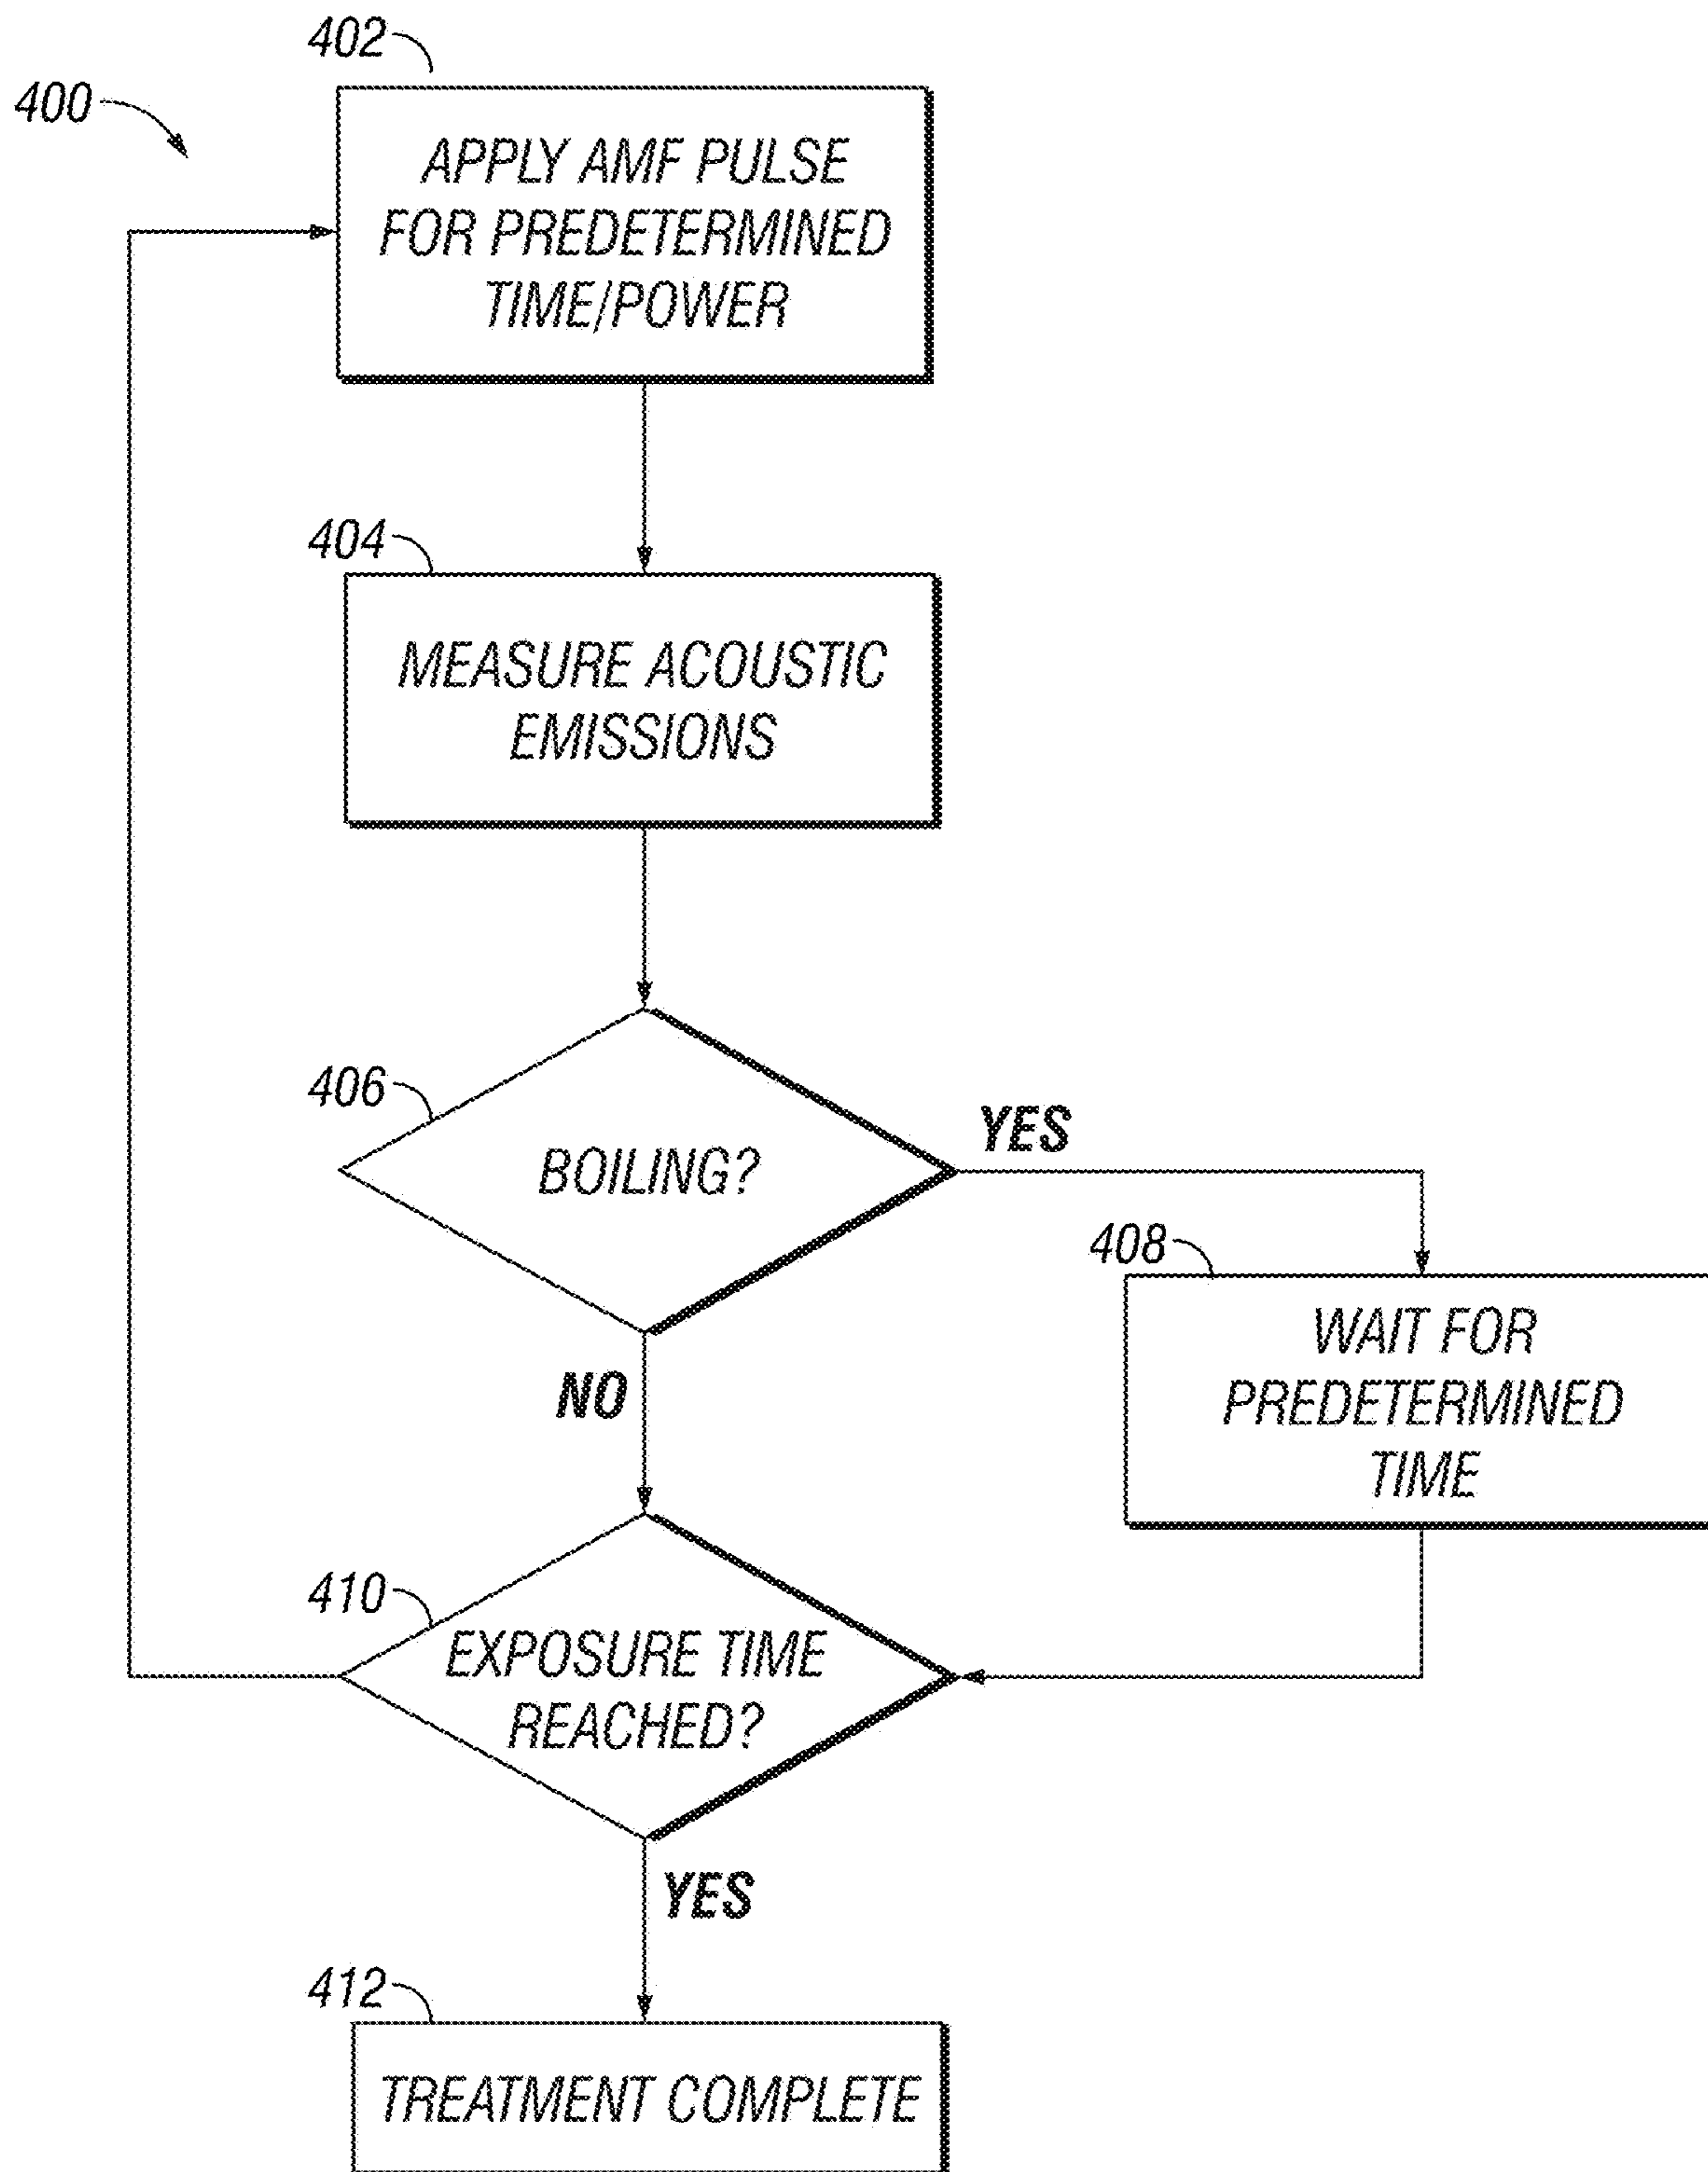 402
400
APPLY AMF PULSE
FOR PREDETERMINED
TIME/POWER
404
MEASURE ACOUSTIC
EMISSIONS
406
BOILING?
YES
408
WAIT FOR
PREDETERMINED
TIME
NO
410
EXPOSURE TIME
REACHED?
YES
412
TREATMENT COMPLETE